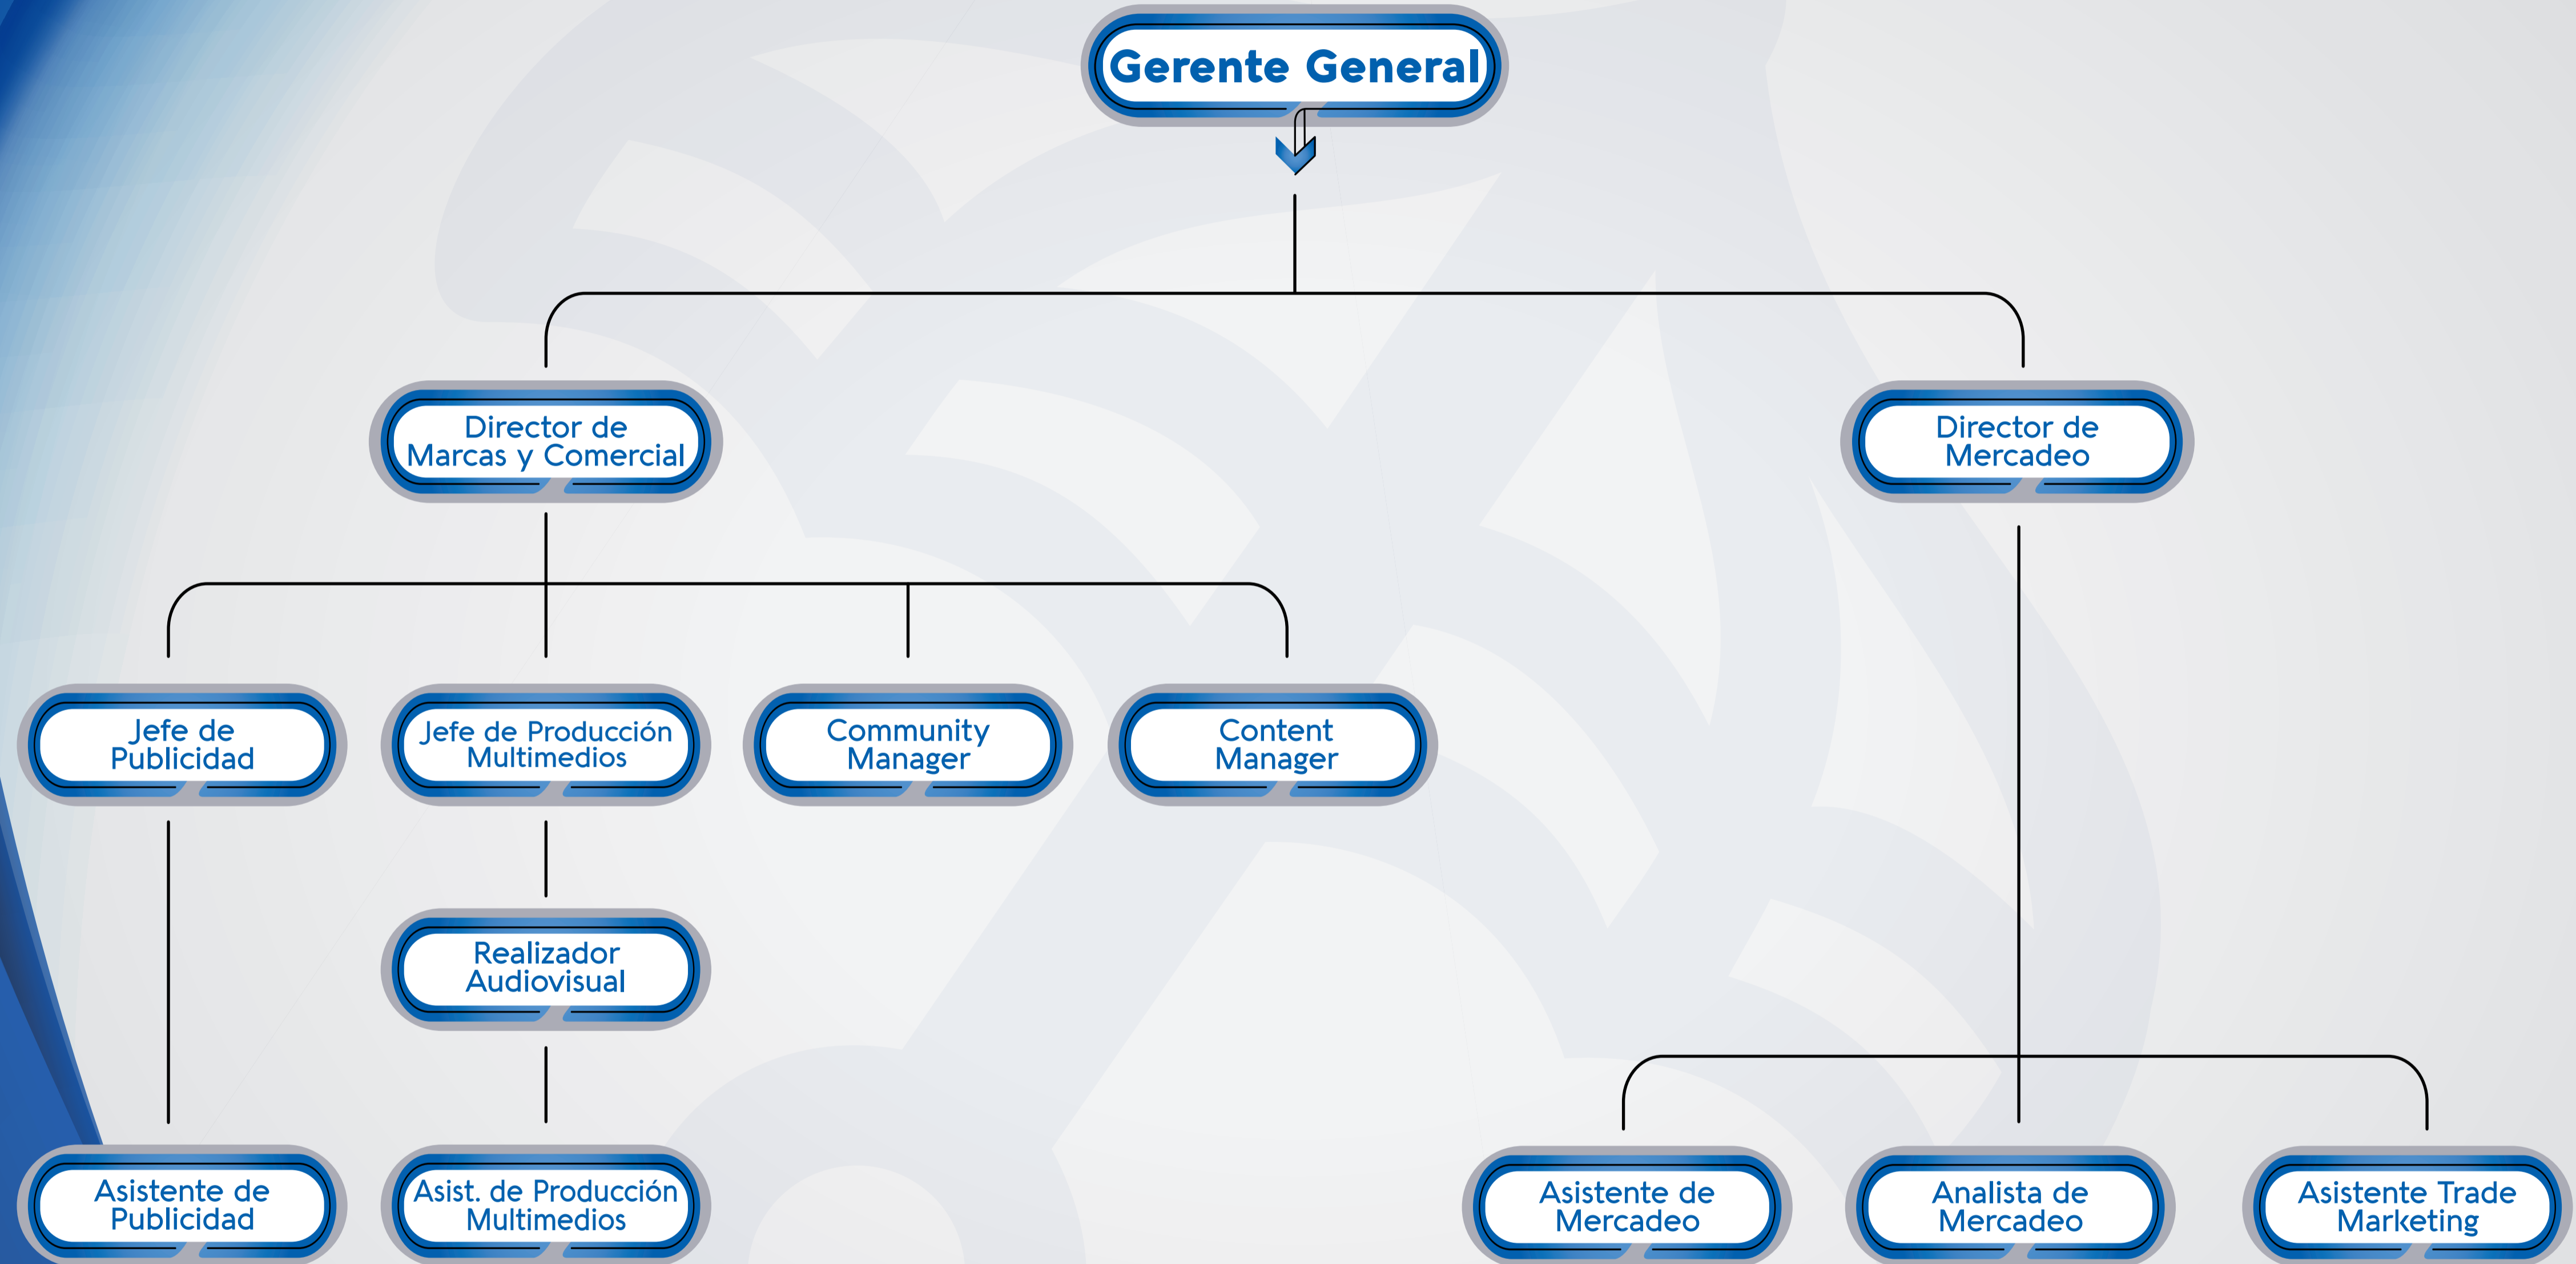 Gerente General
Director de
Marcas y Comercial
Director de
Mercadeo
Jefe de
Publicidad
Jefe de Producción
Multimedios
Community
Manager
Content
Manager
Realizador
Audiovisual
Asistente de
Publicidad
Asist. de Producción
Multimedios
Asistente de
Mercadeo
Analista de
Mercadeo
Asistente Trade
Marketing